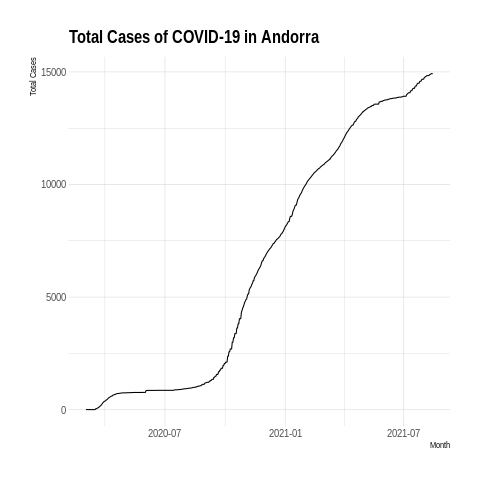 Total Cases of COVID-19 in Andorra
Total Cases
15000
10000
5000
0
2020-07
2021-01
2021-07
Month